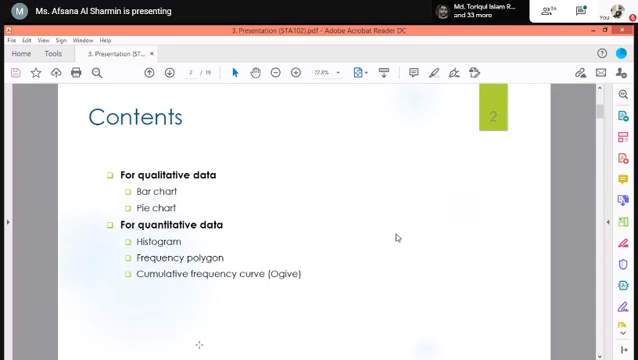 M Ms. Afsana Al Sharmin is presenting
Md. Toriqul Islam R...
and 33 more
36
You
3. Presentation (STA102).pdf - Adobe Acrobat Reader DC
File Edit View Sign Window Help
Home Tools 3. Presentation (ST...
2 / 19
72.8%
Contents
2
For qualitative data
Bar chart
Pie chart
For quantitative data
Histogram
Frequency polygon
Cumulative frequency curve (Ogive)